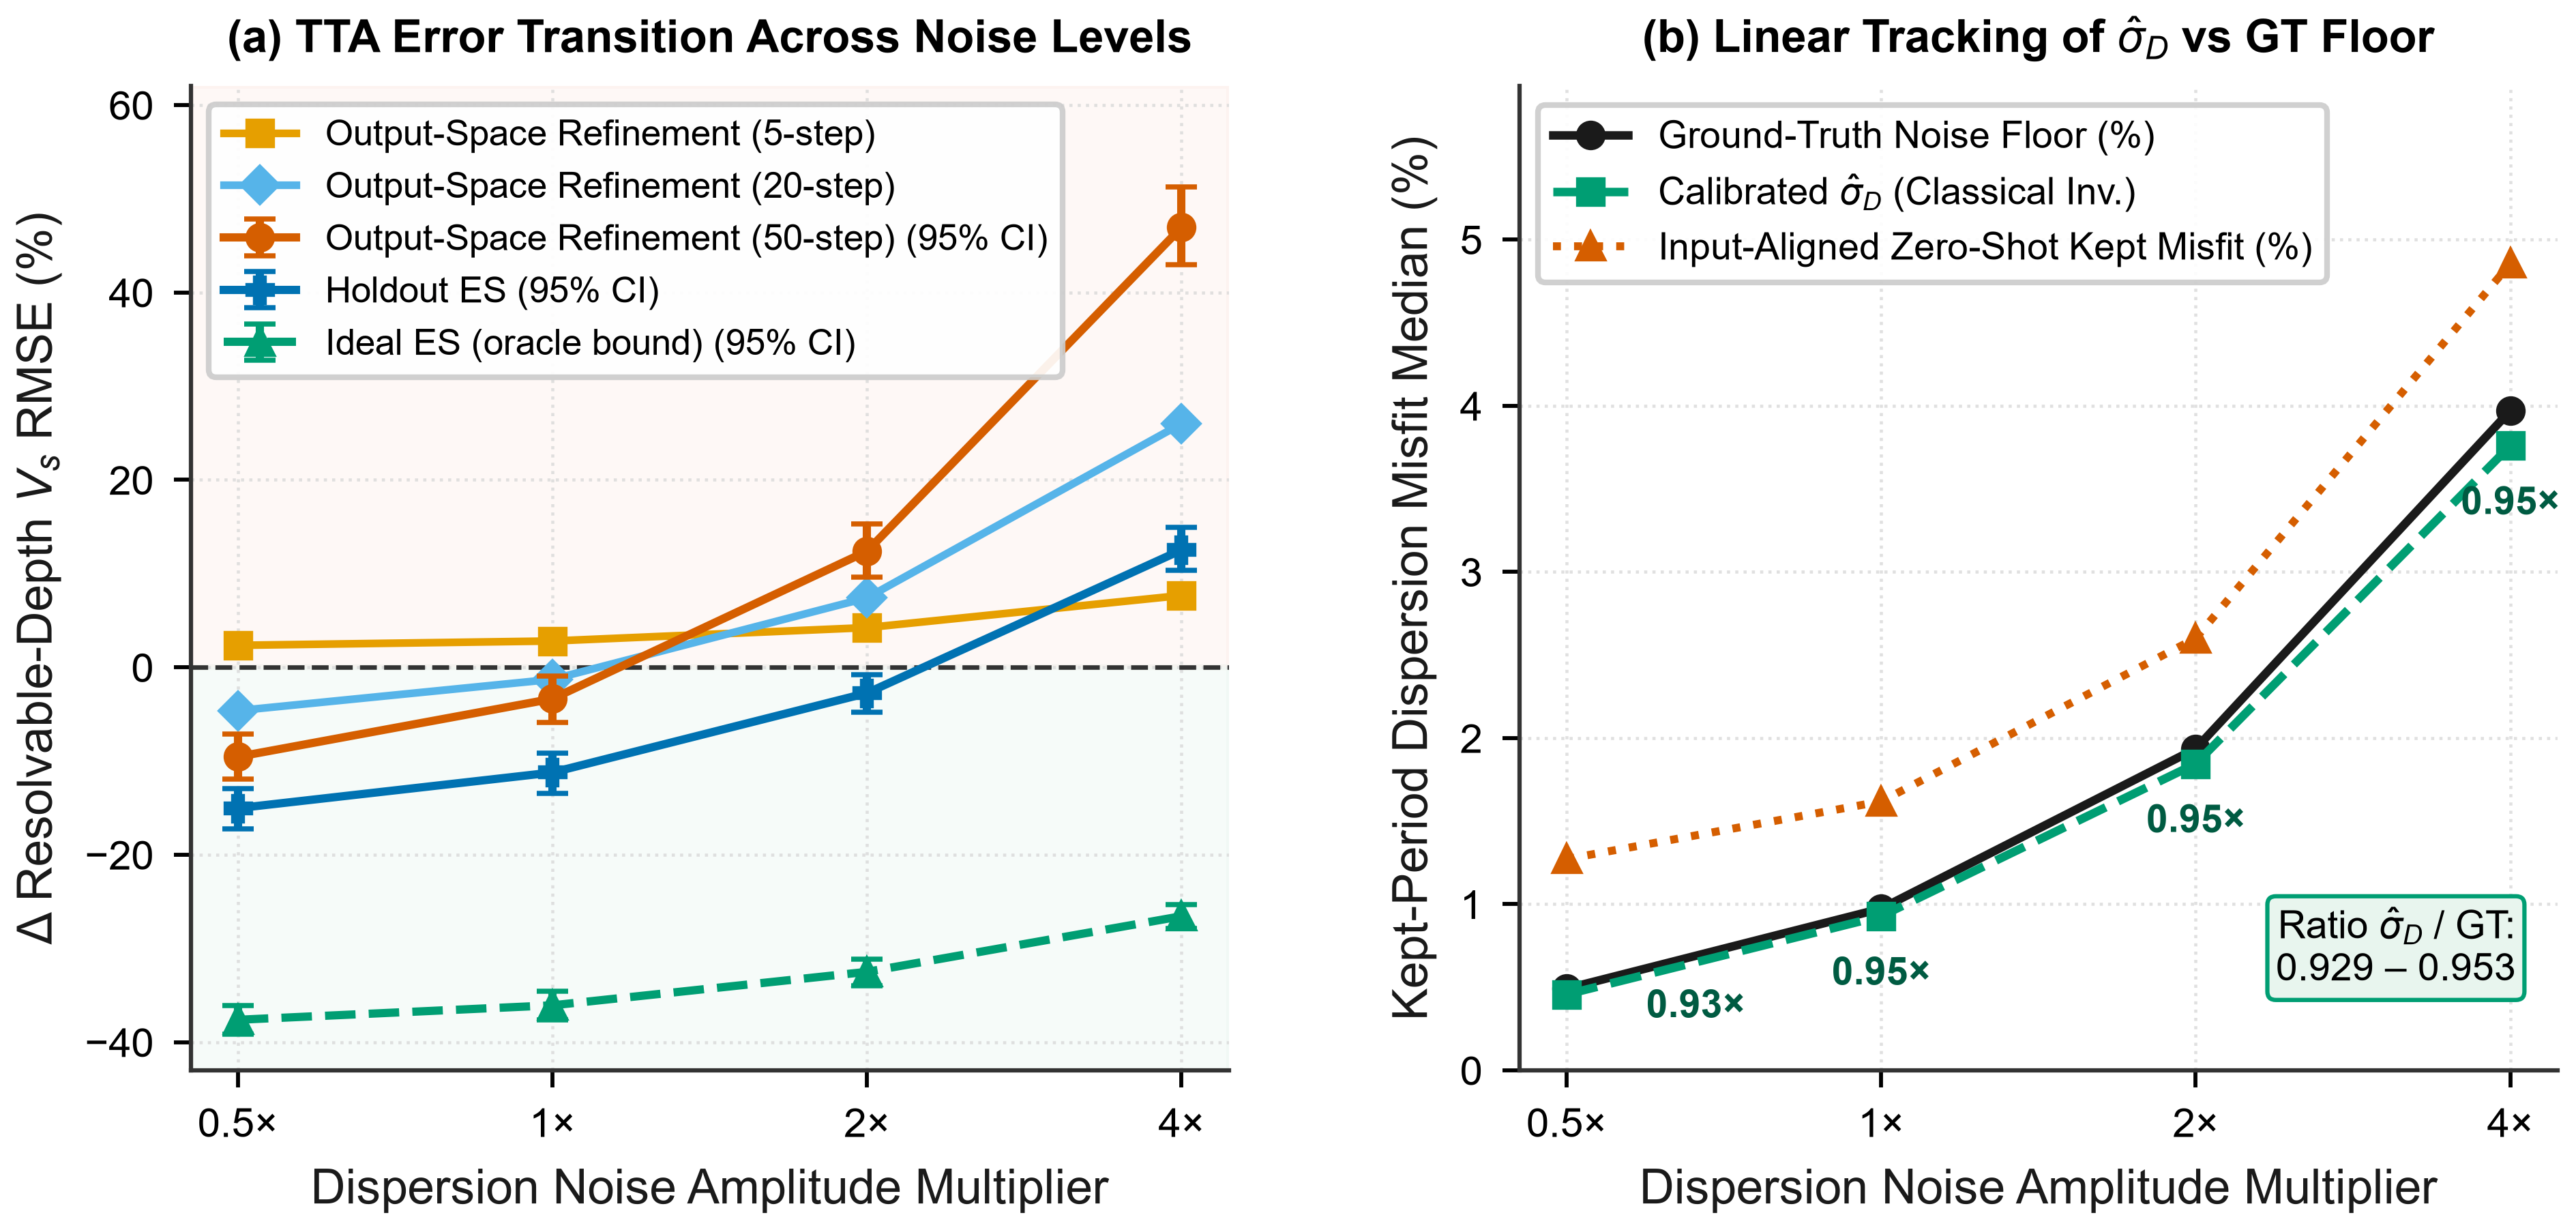 (a) TTA Error Transition Across Noise Levels
Δ Resolvable-Depth Vₛ RMSE (%)
60
40
20
0
−20
−40
Output-Space Refinement (5-step)
Output-Space Refinement (20-step)
Output-Space Refinement (50-step) (95% CI)
Holdout ES (95% CI)
Ideal ES (oracle bound) (95% CI)
0.5×
1×
2×
4×
Dispersion Noise Amplitude Multiplier
(b) Linear Tracking of σ̂_D vs GT Floor
Kept-Period Dispersion Misfit Median (%)
5
4
3
2
1
0
Ground-Truth Noise Floor (%)
Calibrated σ̂_D (Classical Inv.)
Input-Aligned Zero-Shot Kept Misfit (%)
0.95×
0.95×
0.95×
0.93×
Ratio σ̂_D / GT:
0.929 – 0.953
0.5×
1×
2×
4×
Dispersion Noise Amplitude Multiplier